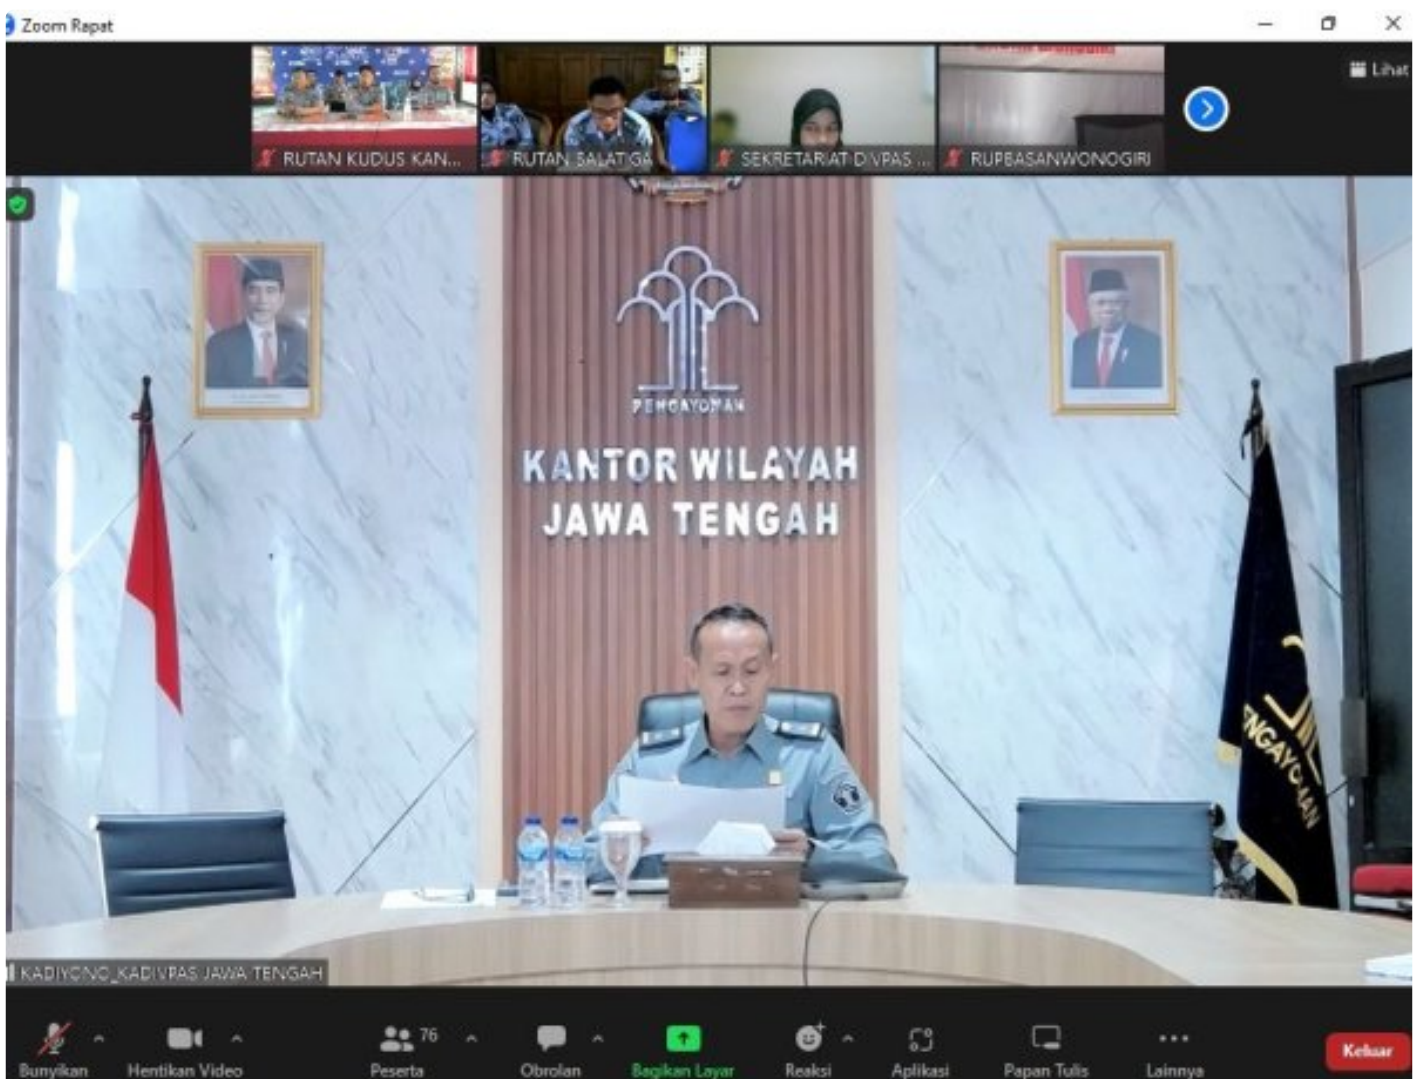 Zoom Rapat
Lihat
RUTAN KUDUS KAN...
RUTAN SALATIGA
SEKRETARIAT DIVPAS ...
RUPBASANWONOGIRI
PENGAYOMAN
KANTOR WILAYAH
JAWA TENGAH
PENGAYOMAN
KADIYONO_KADIVPAS JAWA TENGAH
76
Bunyikan
Hentikan Video
Peserta
Obrolan
Bagikan Layar
Reaksi
Aplikasi
Papan Tulis
Lainnya
Keluar